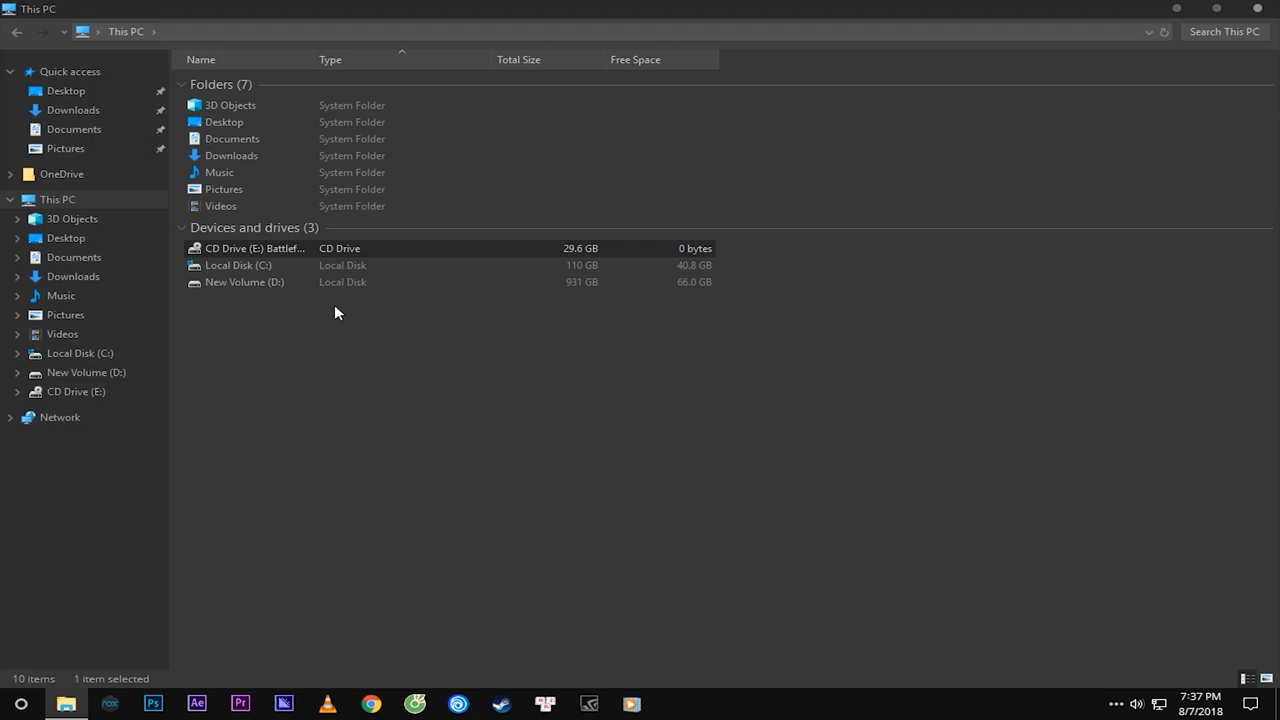 This PC
This PC
Search This PC
Name Type Total Size Free Space
Quick access
Desktop
Downloads
Documents
Pictures
OneDrive
This PC
3D Objects
Desktop
Documents
Downloads
Music
Pictures
Videos
Local Disk (C:)
New Volume (D:)
CD Drive (E:)
Network
Folders (7)
3D Objects System Folder
Desktop System Folder
Documents System Folder
Downloads System Folder
Music System Folder
Pictures System Folder
Videos System Folder
Devices and drives (3)
CD Drive (E:) Battlef... CD Drive 29.6 GB 0 bytes
Local Disk (C:) Local Disk 110 GB 40.8 GB
New Volume (D:) Local Disk 931 GB 66.0 GB
10 items 1 item selected
nox Ps Ae Pr
7:37 PM
8/7/2018